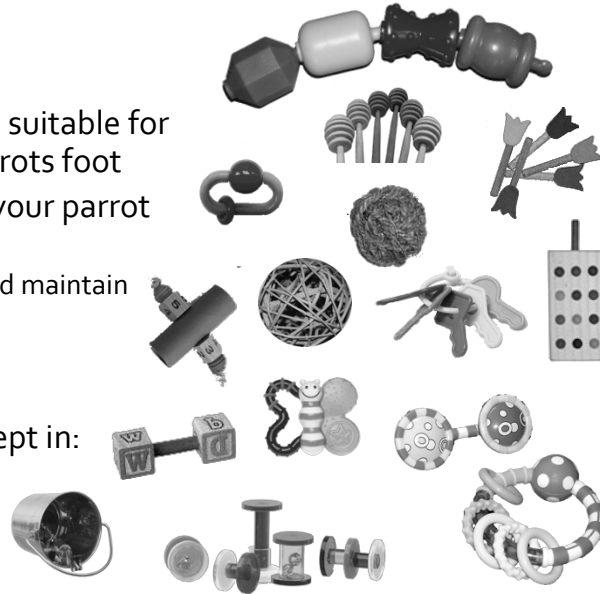 suitable for
rots foot
your parrot
d maintain
ept in:
W
W